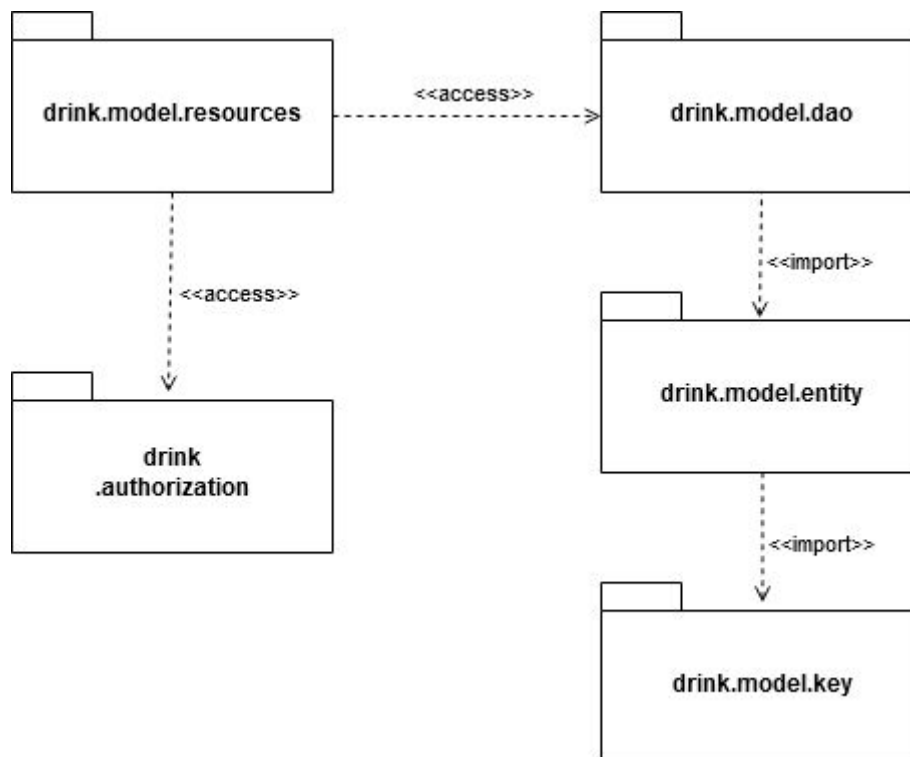 drink.model.resources
<<access>>
drink.model.dao
<<access>>
<<import>>
drink.model.entity
drink
.authorization
<<import>>
drink.model.key